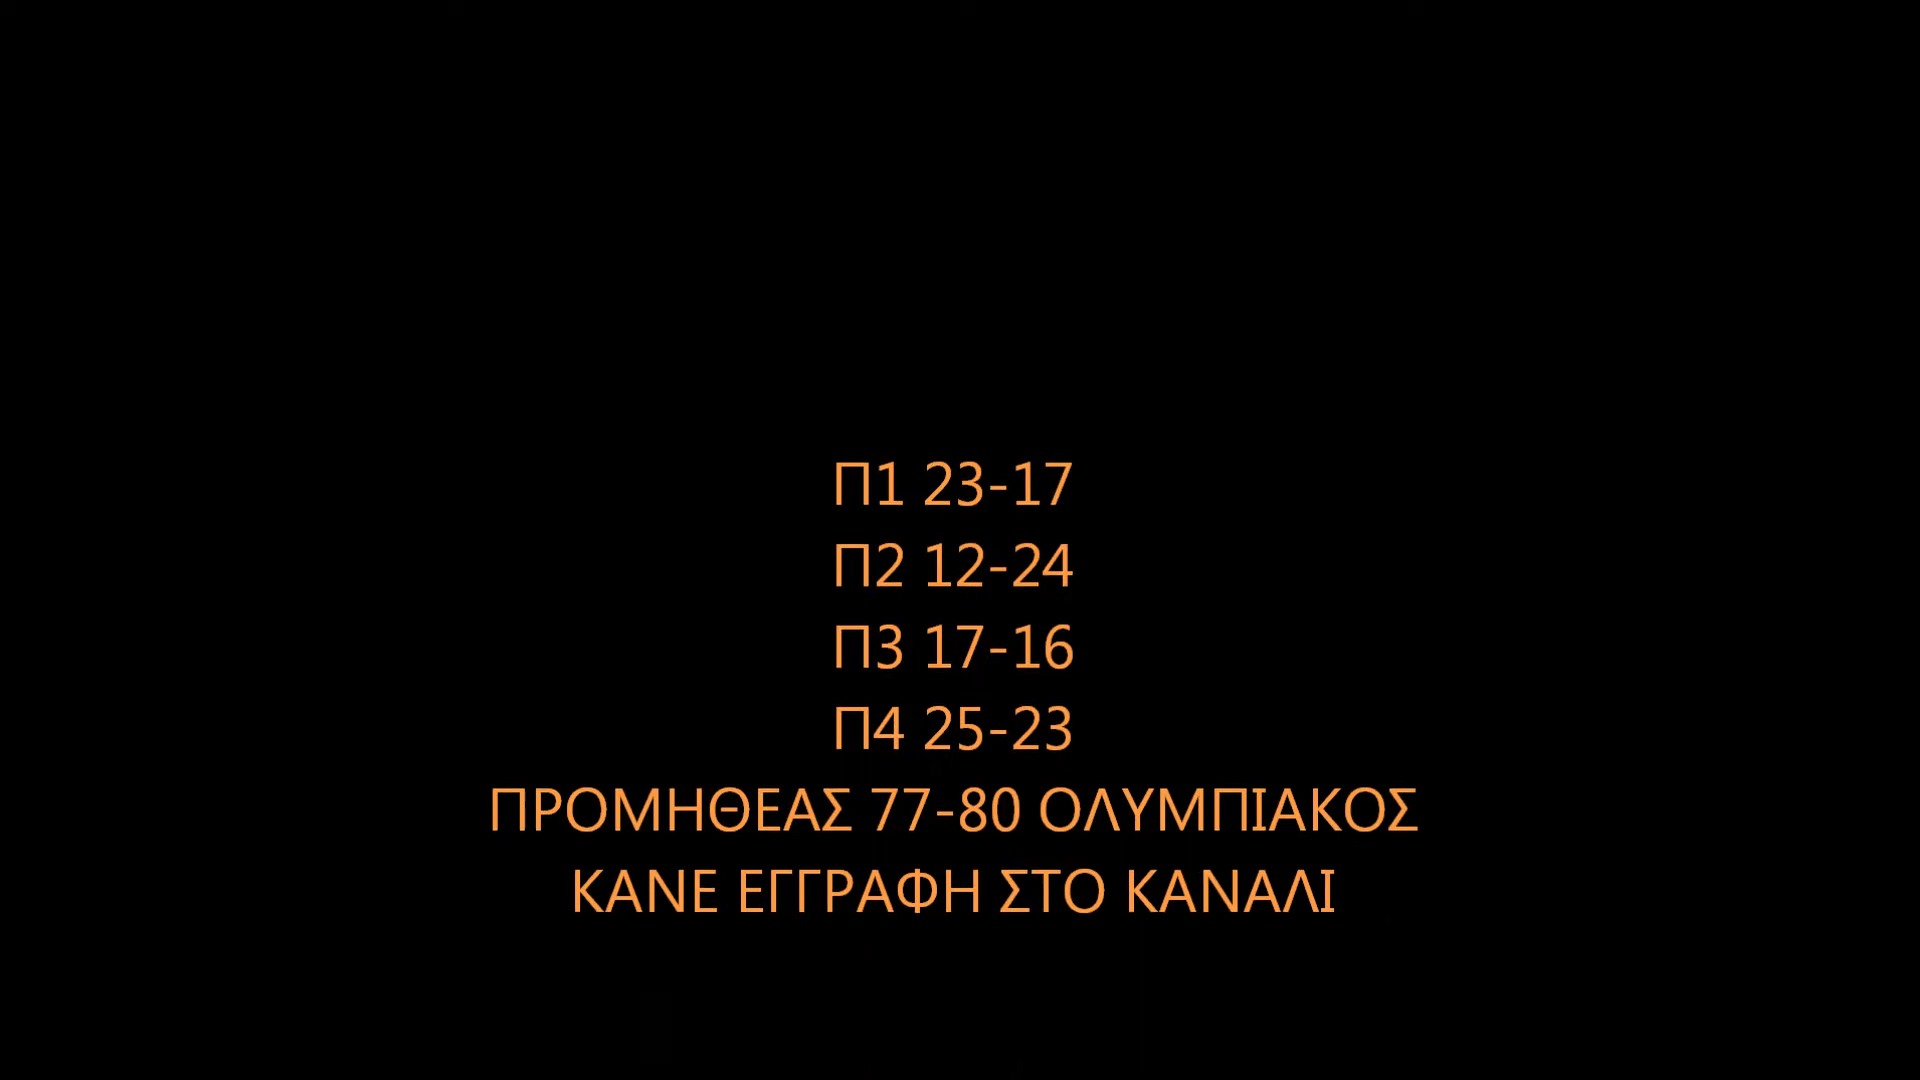 Π1 23-17
Π2 12-24
Π3 17-16
Π4 25-23
ΠΡΟΜΗΘΕΑΣ 77-80 ΟΛΥΜΠΙΑΚΟΣ
ΚΑΝΕ ΕΓΓΡΑΦΗ ΣΤΟ ΚΑΝΑΛΙ